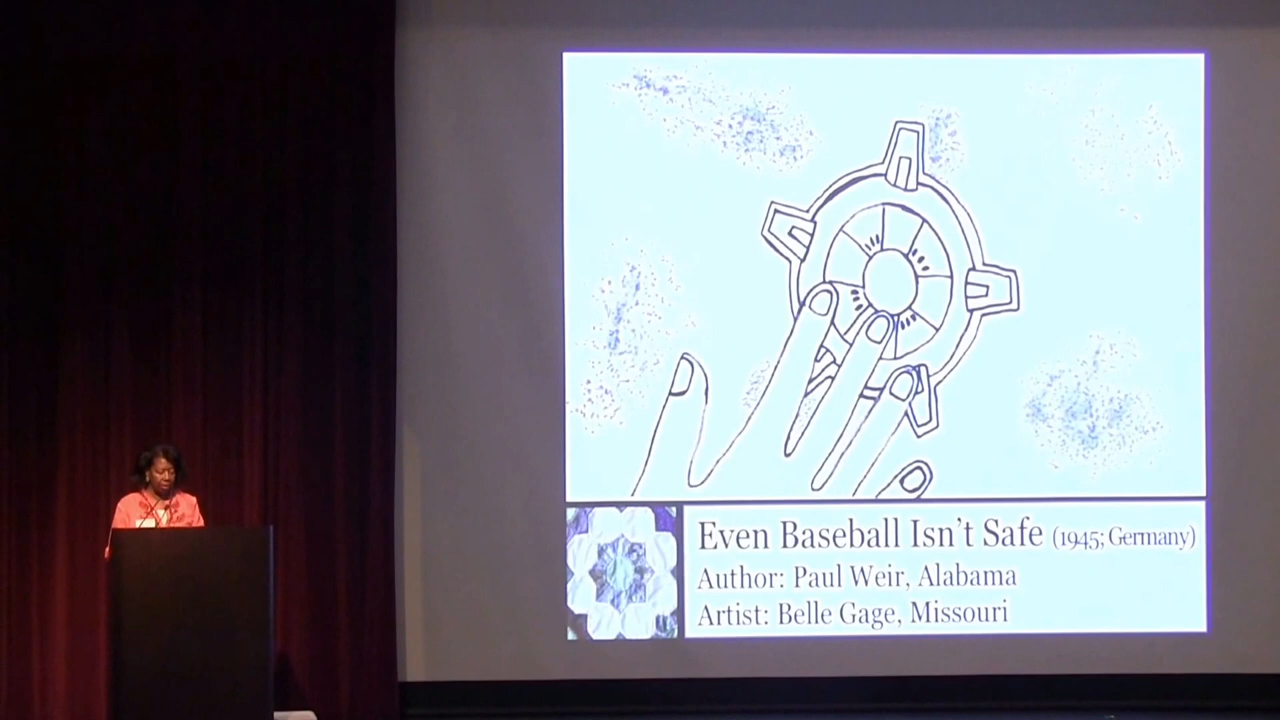 Even Baseball Isn't Safe (1945; Germany)
Author: Paul Weir, Alabama
Artist: Belle Gage, Missouri